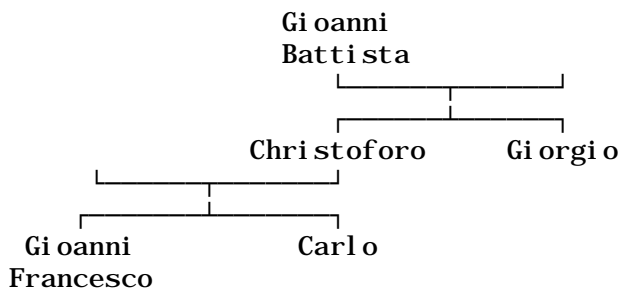 Gioanni
Battista
Christoforo Giorgio
Gioanni Carlo
Francesco